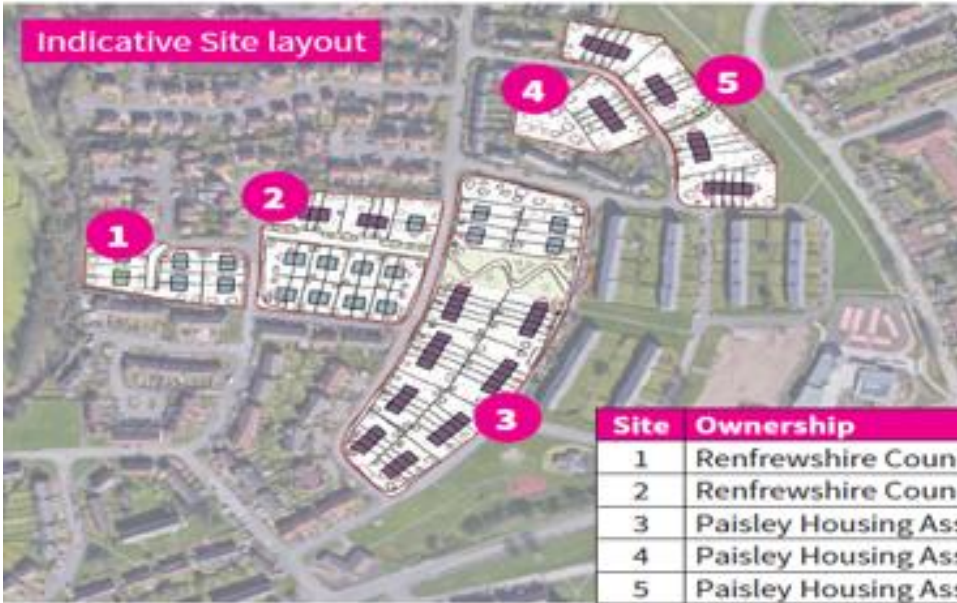 Indicative Site layout
5
4
2
1
3
Site Ownership
1 Renfrewshire Coun
2 Renfrewshire Coun
3 Paisley Housing Ass
4 Paisley Housing Ass
5 Paisley Housing Ass